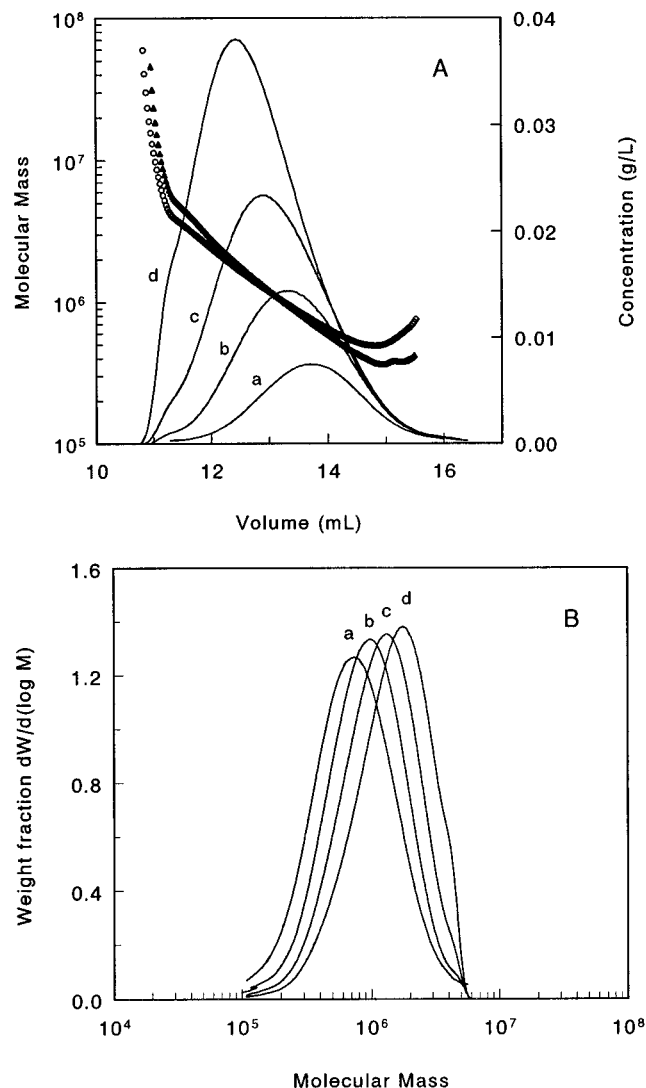 A
Molecular Mass
10⁸
10⁷
10⁶
10⁵
0.04
0.03
0.02
0.01
0.00
Concentration (g/L)
d
c
b
a
10 12 14 16
Volume (mL)
B
Weight fraction dW/d(log M)
1.6
1.2
0.8
0.4
0.0
a b c d
10⁴ 10⁵ 10⁶ 10⁷ 10⁸
Molecular Mass